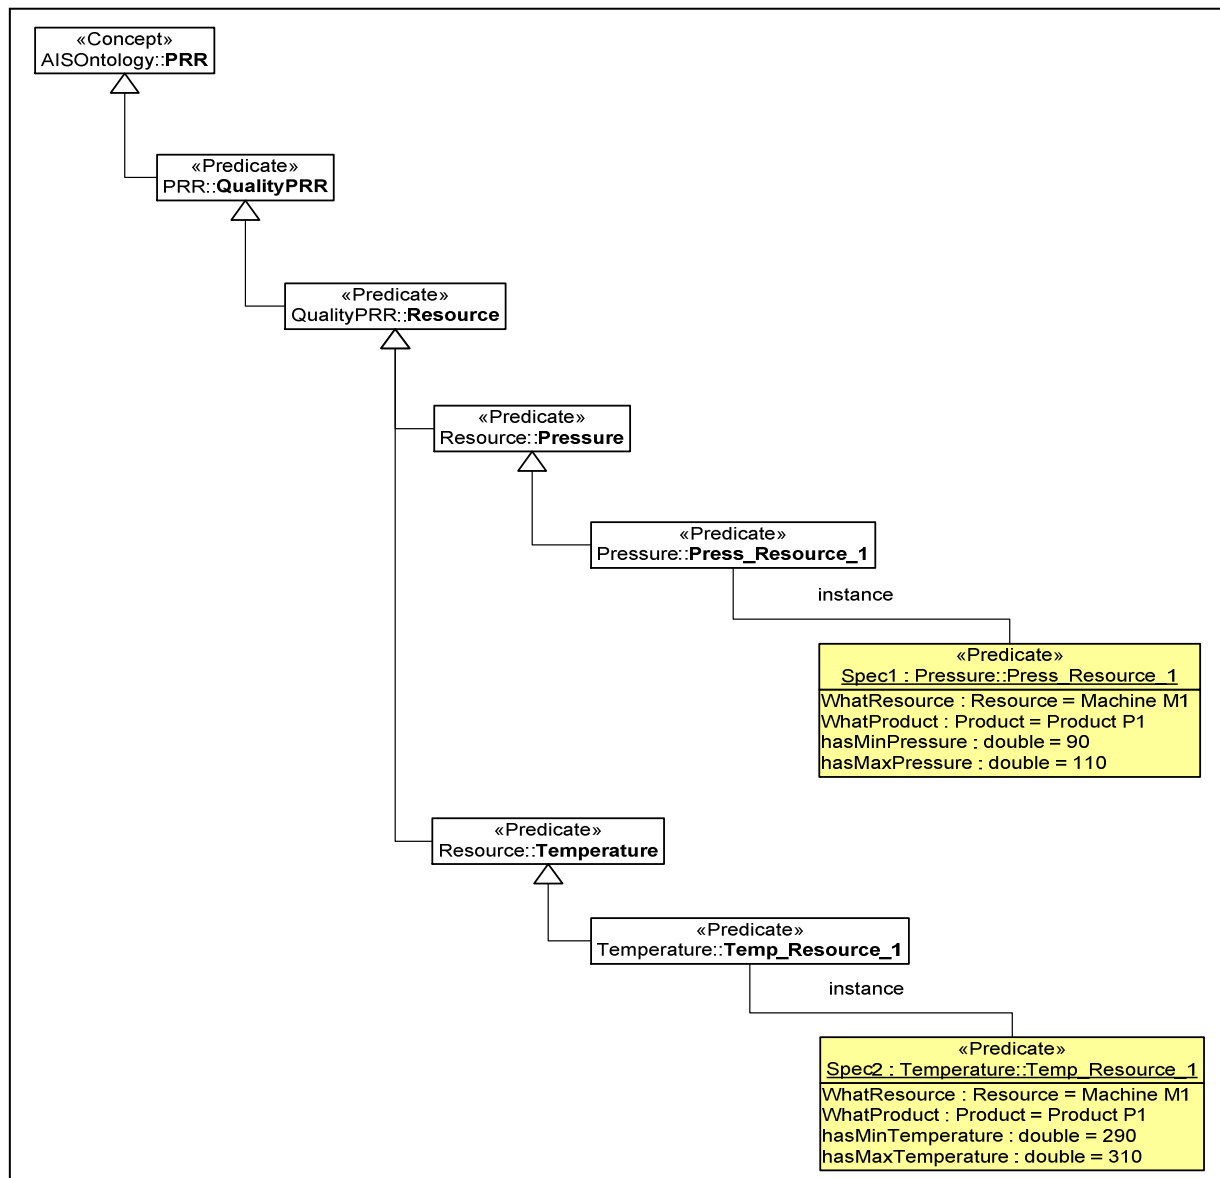 «Concept»
AISOntology::PRR
«Predicate»
PRR::QualityPRR
«Predicate»
QualityPRR::Resource
«Predicate»
Resource::Pressure
«Predicate»
Pressure::Press_Resource_1
instance
«Predicate»
Spec1 : Pressure::Press_Resource_1
WhatResource : Resource = Machine M1
WhatProduct : Product = Product P1
hasMinPressure : double = 90
hasMaxPressure : double = 110
«Predicate»
Resource::Temperature
«Predicate»
Temperature::Temp_Resource_1
instance
«Predicate»
Spec2 : Temperature::Temp_Resource_1
WhatResource : Resource = Machine M1
WhatProduct : Product = Product P1
hasMinTemperature : double = 290
hasMaxTemperature : double = 310